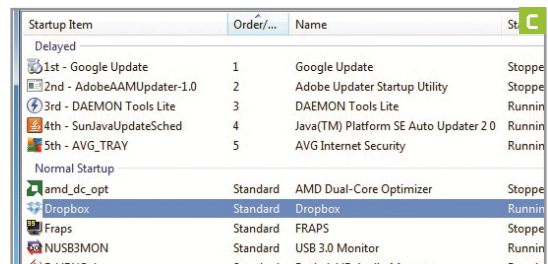 Startup Item Order/... Name St C
Delayed
1st - Google Update 1 Google Update Stoppe
2nd - AdobeAAMUpdater-1.0 2 Adobe Updater Startup Utility Stoppe
3rd - DAEMON Tools Lite 3 DAEMON Tools Lite Runnin
4th - SunJavaUpdateSched 4 Java(TM) Platform SE Auto Updater 2 0 Runnin
5th - AVG_TRAY 5 AVG Internet Security Runnin
Normal Startup
amd_dc_opt Standard AMD Dual-Core Optimizer Stoppe
Dropbox Standard Dropbox Runnin
Fraps Standard FRAPS Stoppe
NUSB3MON Standard USB 3.0 Monitor Runnin